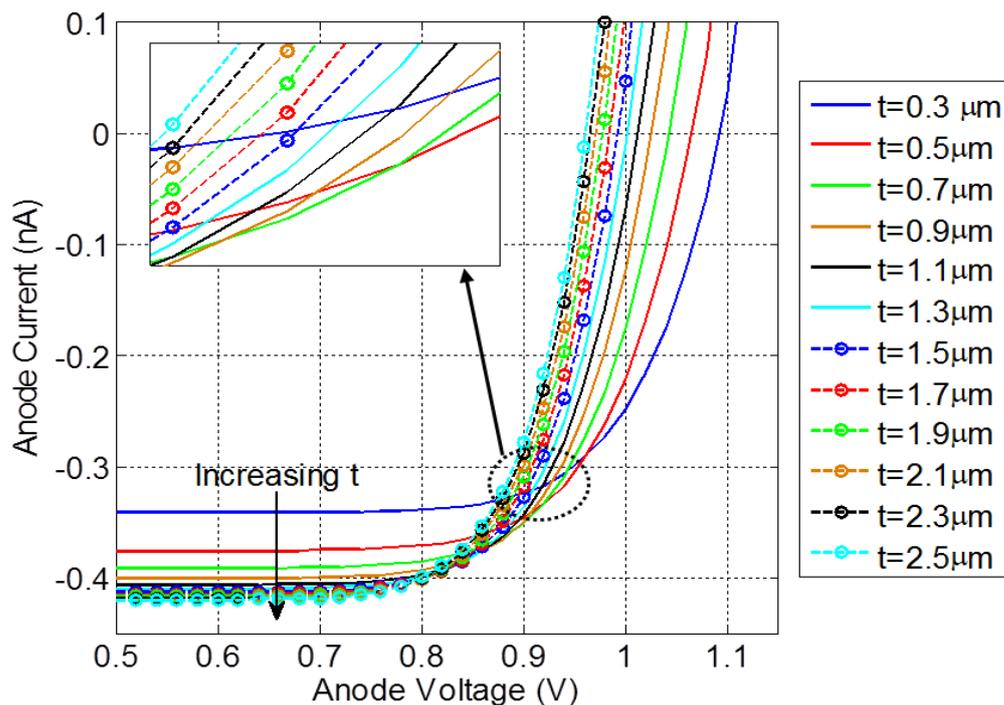 0.1
0
-0.1
-0.2
-0.3
-0.4
Anode Current (nA)
Increasing t
0.5 0.6 0.7 0.8 0.9 1 1.1
Anode Voltage (V)
t=0.3 μm
t=0.5μm
t=0.7μm
t=0.9μm
t=1.1μm
t=1.3μm
t=1.5μm
t=1.7μm
t=1.9μm
t=2.1μm
t=2.3μm
t=2.5μm